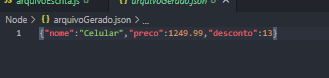 arquivoEscrita.js arquivoGerado.json
Node > arquivoGerado.json > ...
1 {"nome":"Celular","preco":1249.99,"desconto":13}